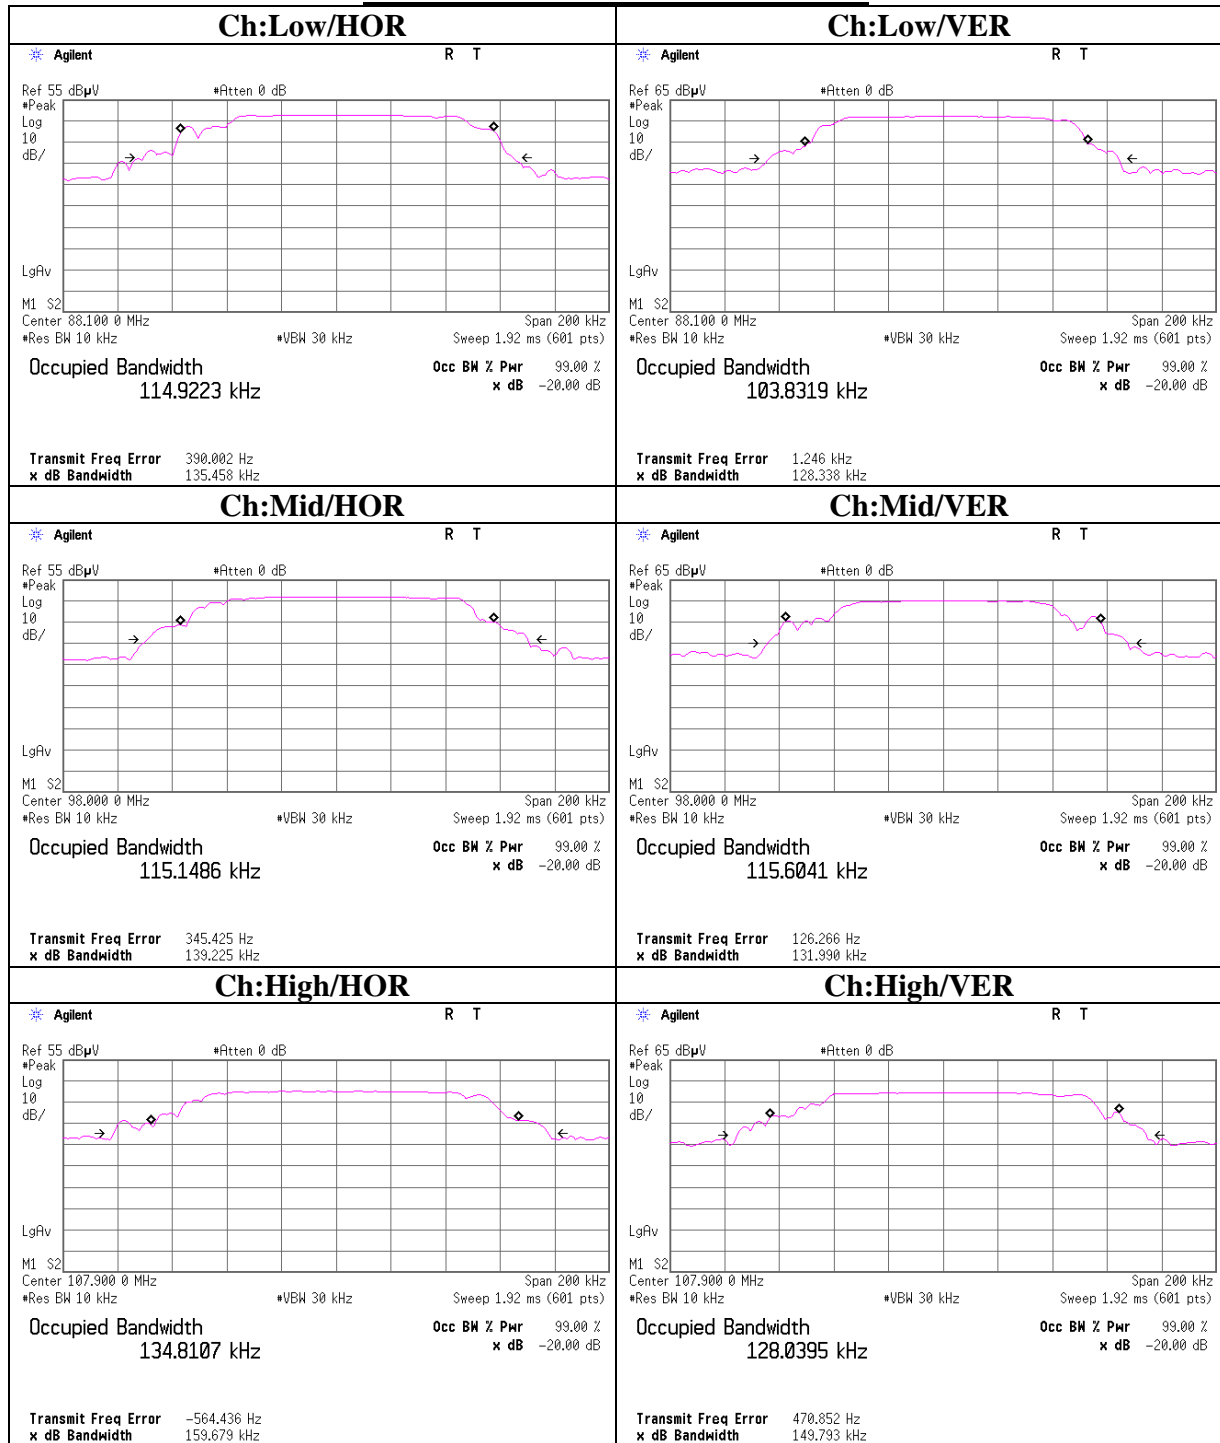 Ch:Low/HOR
Agilent
R T
Ref 55 dBµV
#Atten 0 dB
#Peak
Log
10
dB/
LgAv
M1 S2
Center 88.100 0 MHz
Span 200 kHz
#Res BW 10 kHz
#VBW 30 kHz
Sweep 1.92 ms (601 pts)
Occupied Bandwidth
114.9223 kHz
Occ BW % Pwr 99.00 %
x dB -20.00 dB
Transmit Freq Error 390.002 Hz
x dB Bandwidth 135.458 kHz
Ch:Low/VER
Agilent
R T
Ref 65 dBµV
#Atten 0 dB
#Peak
Log
10
dB/
LgAv
M1 S2
Center 88.100 0 MHz
Span 200 kHz
#Res BW 10 kHz
#VBW 30 kHz
Sweep 1.92 ms (601 pts)
Occupied Bandwidth
103.8319 kHz
Occ BW % Pwr 99.00 %
x dB -20.00 dB
Transmit Freq Error 1.246 kHz
x dB Bandwidth 128.338 kHz
Ch:Mid/HOR
Agilent
R T
Ref 55 dBµV
#Atten 0 dB
#Peak
Log
10
dB/
LgAv
M1 S2
Center 98.000 0 MHz
Span 200 kHz
#Res BW 10 kHz
#VBW 30 kHz
Sweep 1.92 ms (601 pts)
Occupied Bandwidth
115.1486 kHz
Occ BW % Pwr 99.00 %
x dB -20.00 dB
Transmit Freq Error 345.425 Hz
x dB Bandwidth 139.225 kHz
Ch:Mid/VER
Agilent
R T
Ref 65 dBµV
#Atten 0 dB
#Peak
Log
10
dB/
LgAv
M1 S2
Center 98.000 0 MHz
Span 200 kHz
#Res BW 10 kHz
#VBW 30 kHz
Sweep 1.92 ms (601 pts)
Occupied Bandwidth
115.6041 kHz
Occ BW % Pwr 99.00 %
x dB -20.00 dB
Transmit Freq Error 126.266 Hz
x dB Bandwidth 131.990 kHz
Ch:High/HOR
Agilent
R T
Ref 55 dBµV
#Atten 0 dB
#Peak
Log
10
dB/
LgAv
M1 S2
Center 107.900 0 MHz
Span 200 kHz
#Res BW 10 kHz
#VBW 30 kHz
Sweep 1.92 ms (601 pts)
Occupied Bandwidth
134.8107 kHz
Occ BW % Pwr 99.00 %
x dB -20.00 dB
Transmit Freq Error -564.436 Hz
x dB Bandwidth 159.679 kHz
Ch:High/VER
Agilent
R T
Ref 65 dBµV
#Atten 0 dB
#Peak
Log
10
dB/
LgAv
M1 S2
Center 107.900 0 MHz
Span 200 kHz
#Res BW 10 kHz
#VBW 30 kHz
Sweep 1.92 ms (601 pts)
Occupied Bandwidth
128.0395 kHz
Occ BW % Pwr 99.00 %
x dB -20.00 dB
Transmit Freq Error 470.852 Hz
x dB Bandwidth 149.793 kHz